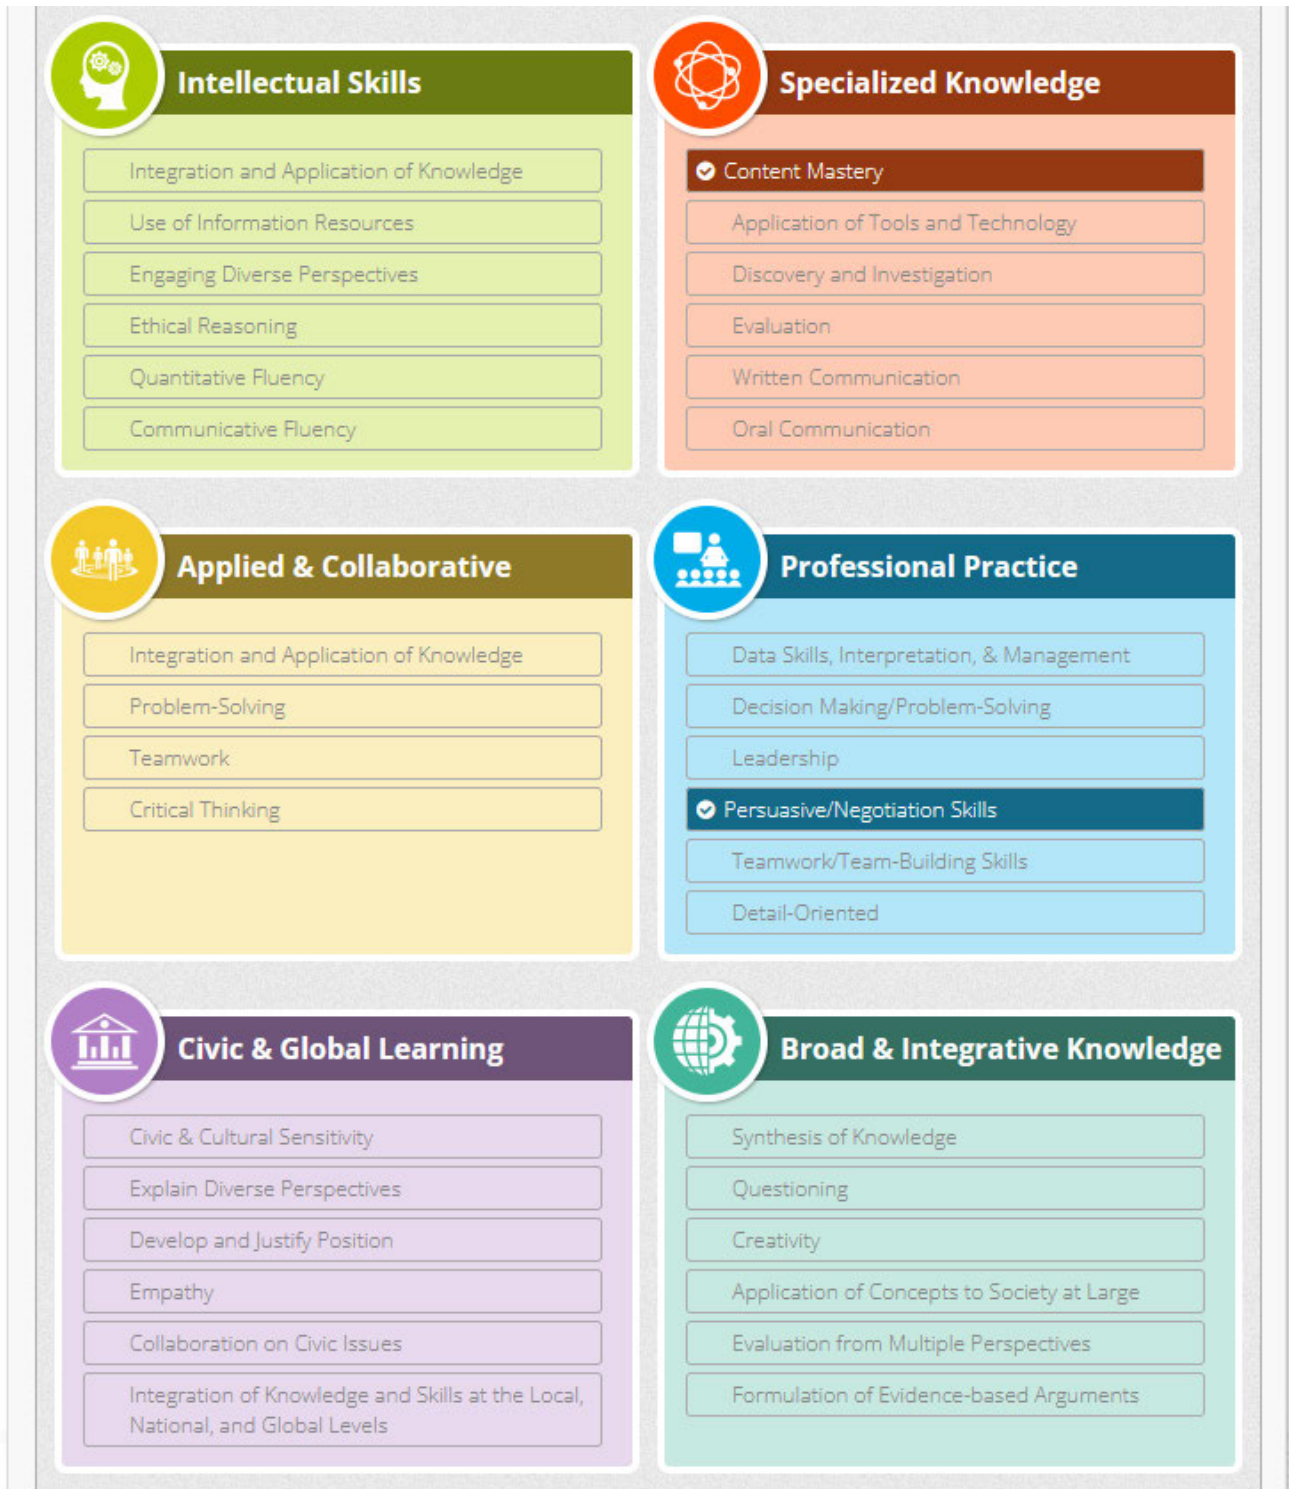 Intellectual Skills
Integration and Application of Knowledge
Use of Information Resources
Engaging Diverse Perspectives
Ethical Reasoning
Quantitative Fluency
Communicative Fluency
Specialized Knowledge
Content Mastery
Application of Tools and Technology
Discovery and Investigation
Evaluation
Written Communication
Oral Communication
Applied & Collaborative
Integration and Application of Knowledge
Problem-Solving
Teamwork
Critical Thinking
Professional Practice
Data Skills, Interpretation, & Management
Decision Making/Problem-Solving
Leadership
Persuasive/Negotiation Skills
Teamwork/Team-Building Skills
Detail-Oriented
Civic & Global Learning
Civic & Cultural Sensitivity
Explain Diverse Perspectives
Develop and Justify Position
Empathy
Collaboration on Civic Issues
Integration of Knowledge and Skills at the Local,
National, and Global Levels
Broad & Integrative Knowledge
Synthesis of Knowledge
Questioning
Creativity
Application of Concepts to Society at Large
Evaluation from Multiple Perspectives
Formulation of Evidence-based Arguments